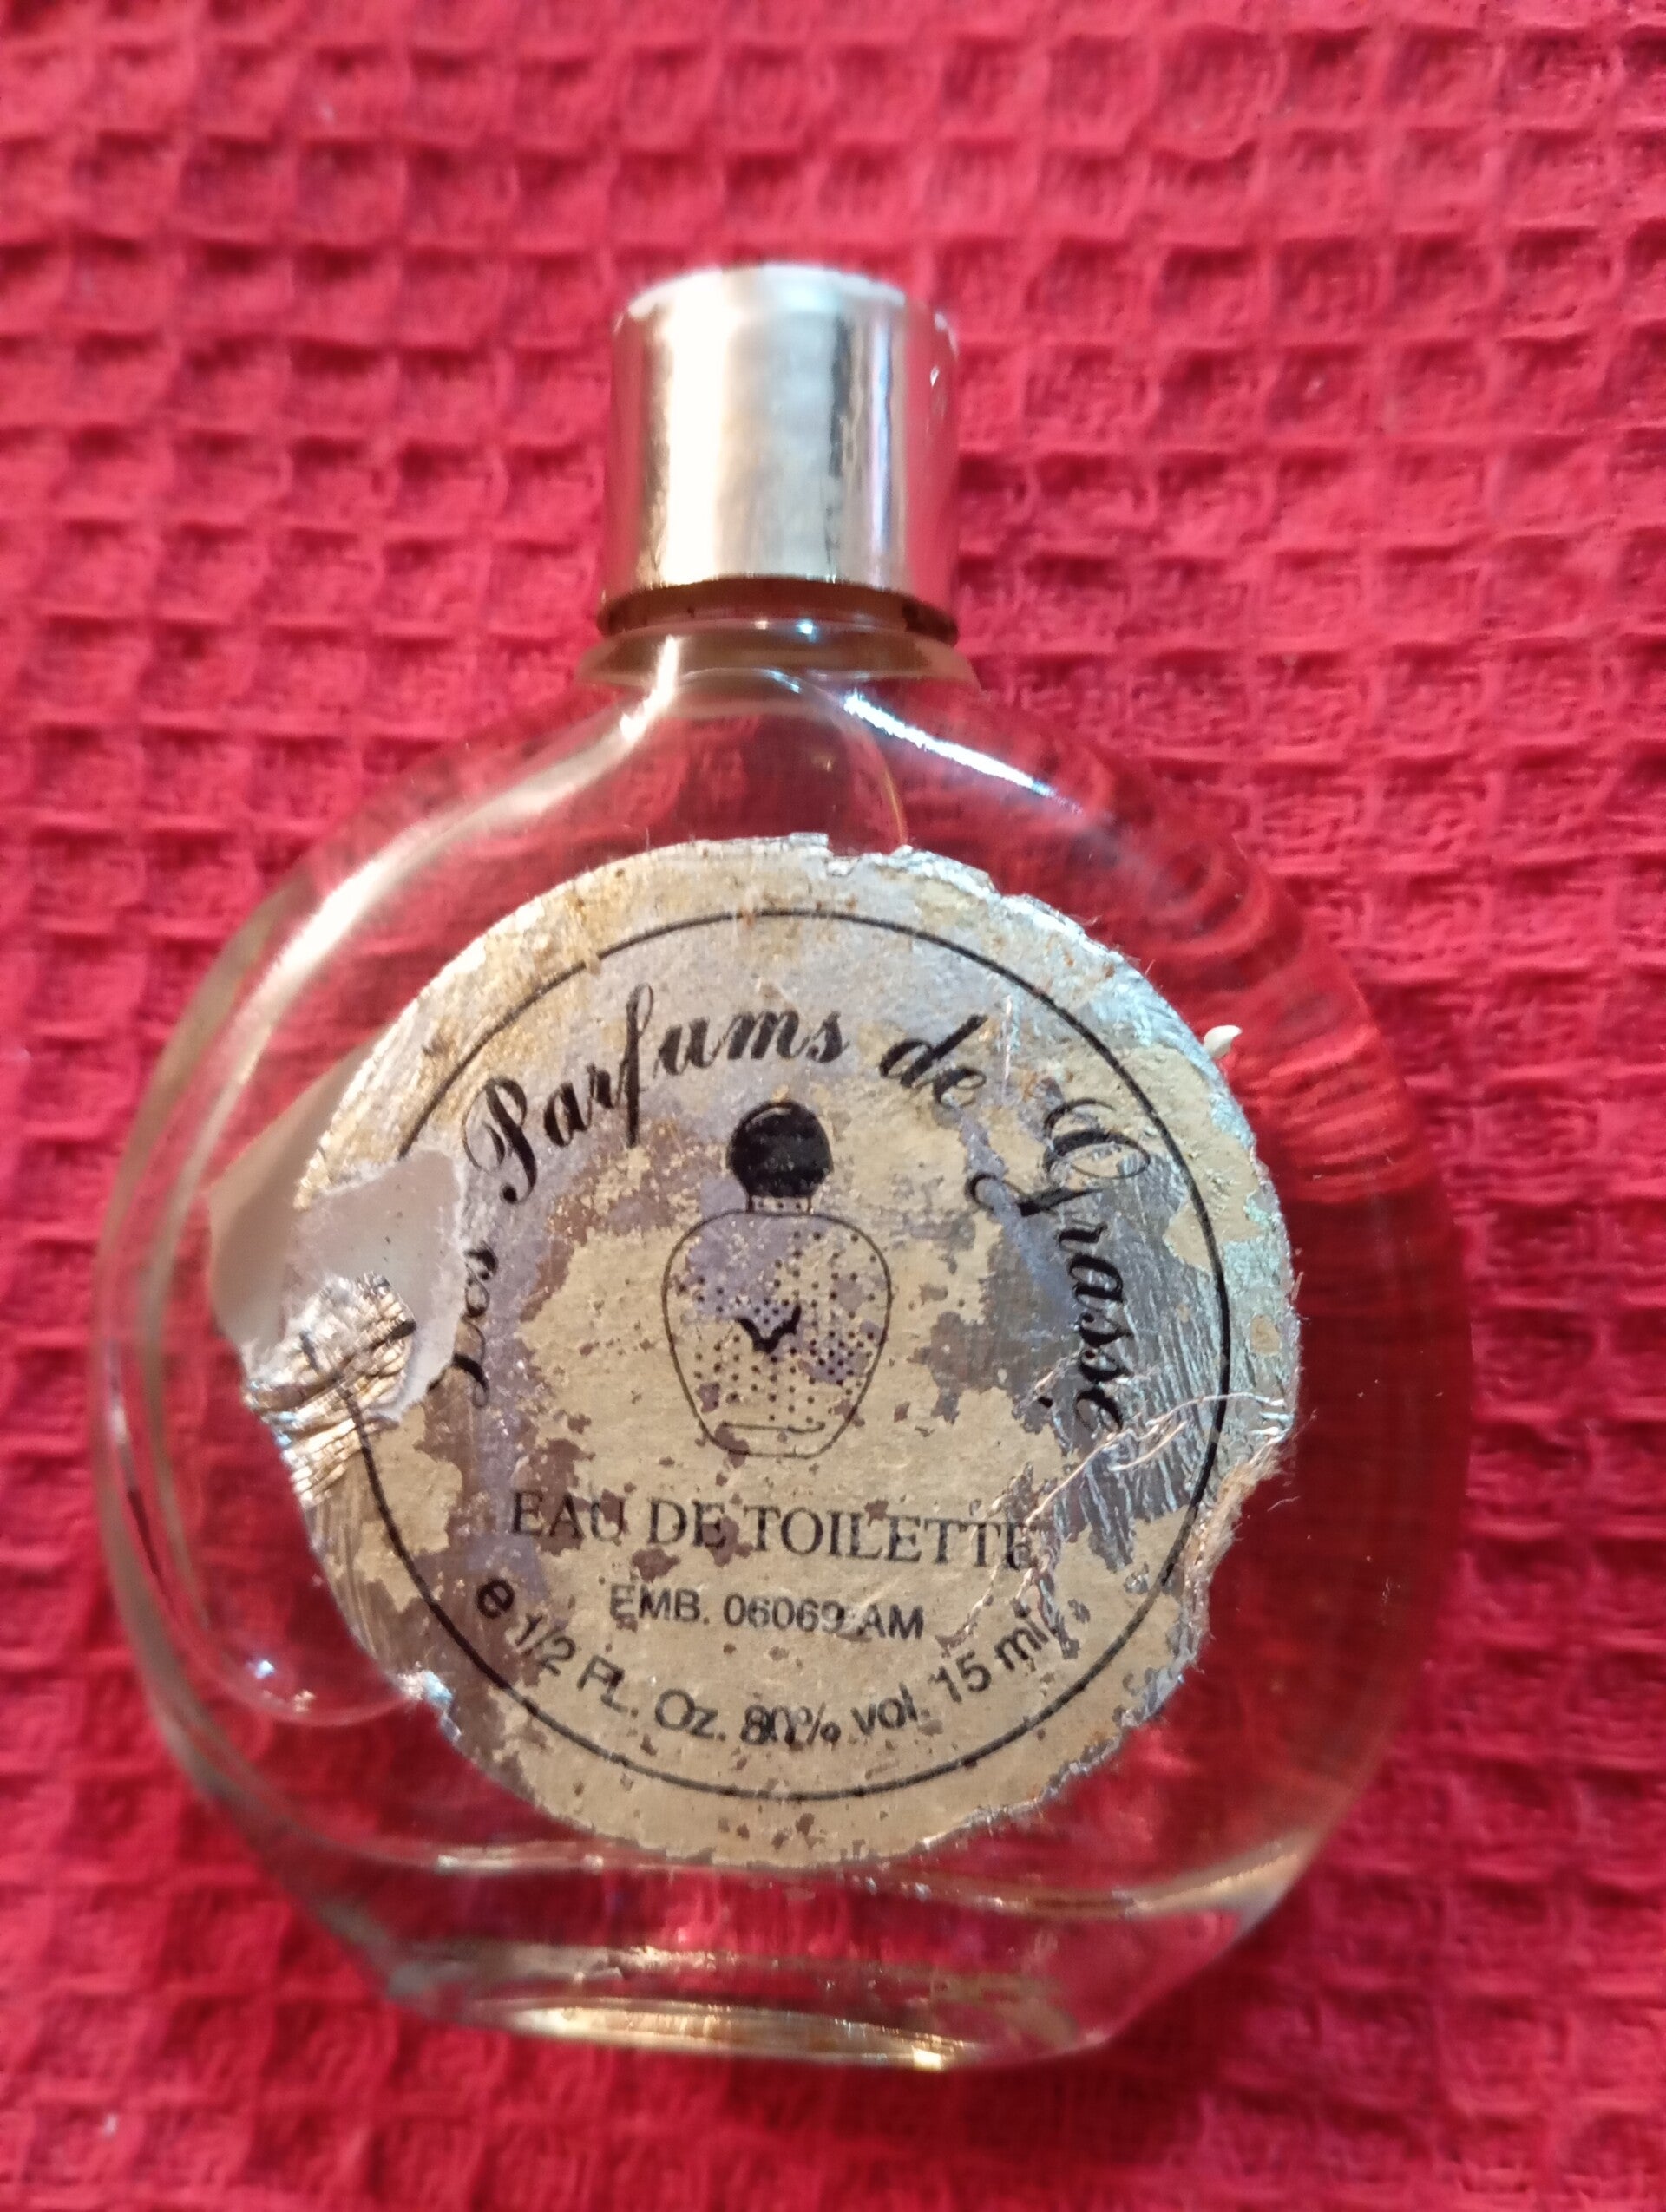 Les Parfums de Grasse
EAU DE TOILETTE
EMB. 06069 AM
e 1/2 FL. Oz. 80% vol. 15 ml